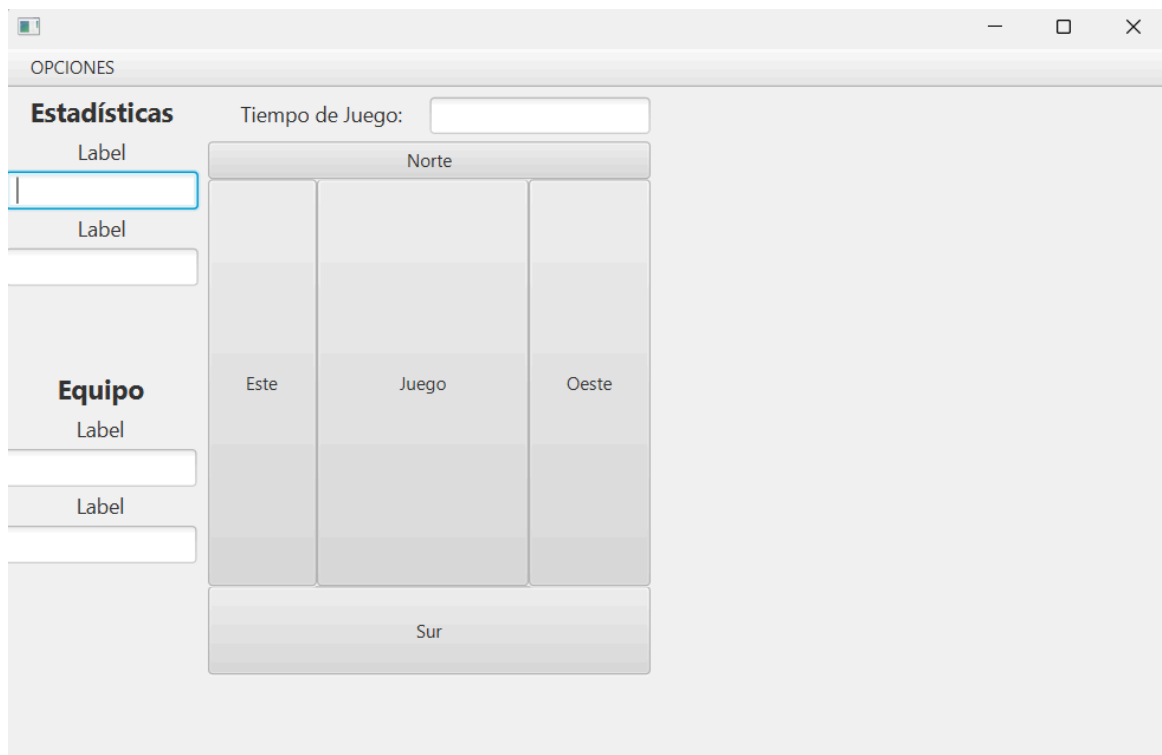 OPCIONES
Estadísticas
Tiempo de Juego:
Label
Norte
Label
Equipo
Este
Juego
Oeste
Label
Label
Sur